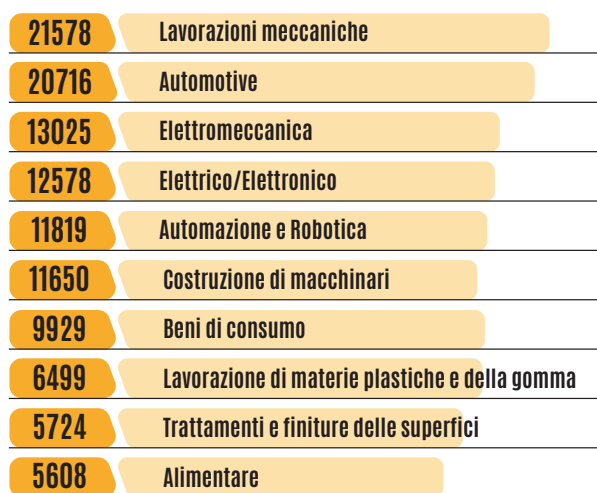 21578 Lavorazioni meccaniche
20716 Automotive
13025 Elettromeccanica
12578 Elettrico/Elettronico
11819 Automazione e Robotica
11650 Costruzione di macchinari
9929 Beni di consumo
6499 Lavorazione di materie plastiche e della gomma
5724 Trattamenti e finiture delle superfici
5608 Alimentare